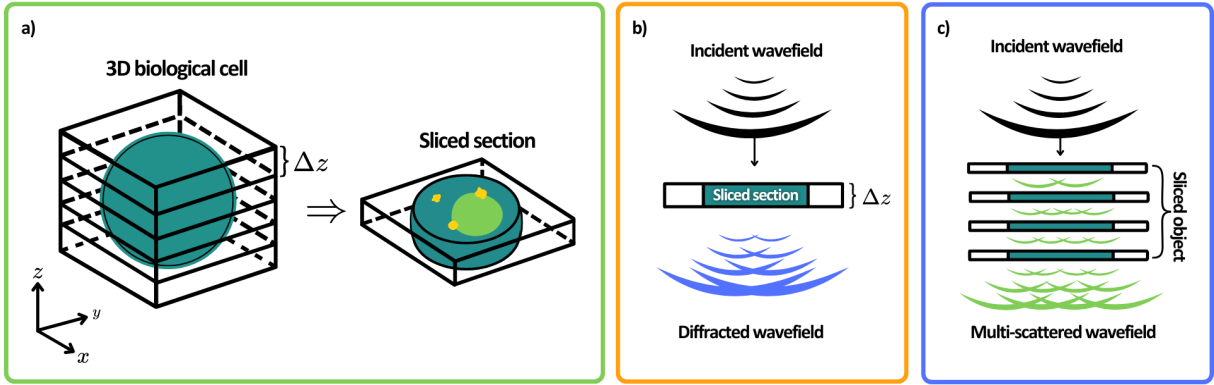 a)
3D biological cell
Δz
⇒
Sliced section
z
y
x
b)
Incident wavefield
Sliced section
Δz
Diffracted wavefield
c)
Incident wavefield
Sliced object
Multi-scattered wavefield